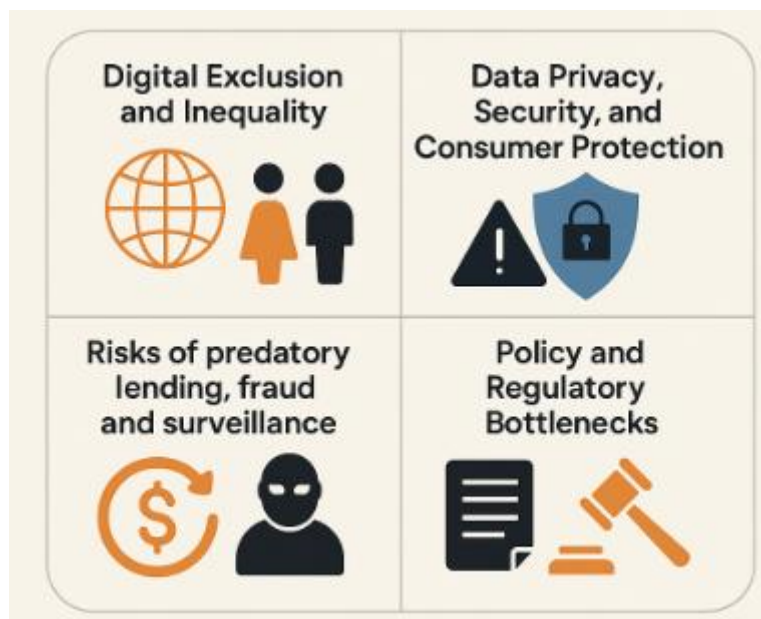 Digital Exclusion
and Inequality
Data Privacy,
Security, and
Consumer Protection
Risks of predatory
lending, fraud
and surveillance
Policy and
Regulatory
Bottlenecks